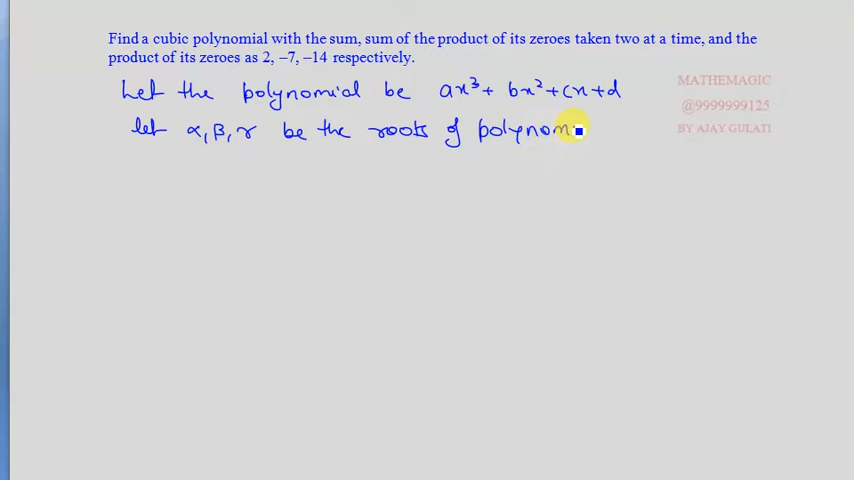 Find a cubic polynomial with the sum, sum of the product of its zeroes taken two at a time, and the
product of its zeroes as 2, −7, −14 respectively.
Let the polynomial be ax³ + bx² + cx + d
let α, β, γ be the roots of polynom
MATHEMAGIC
@9999999125
BY AJAY GULATI